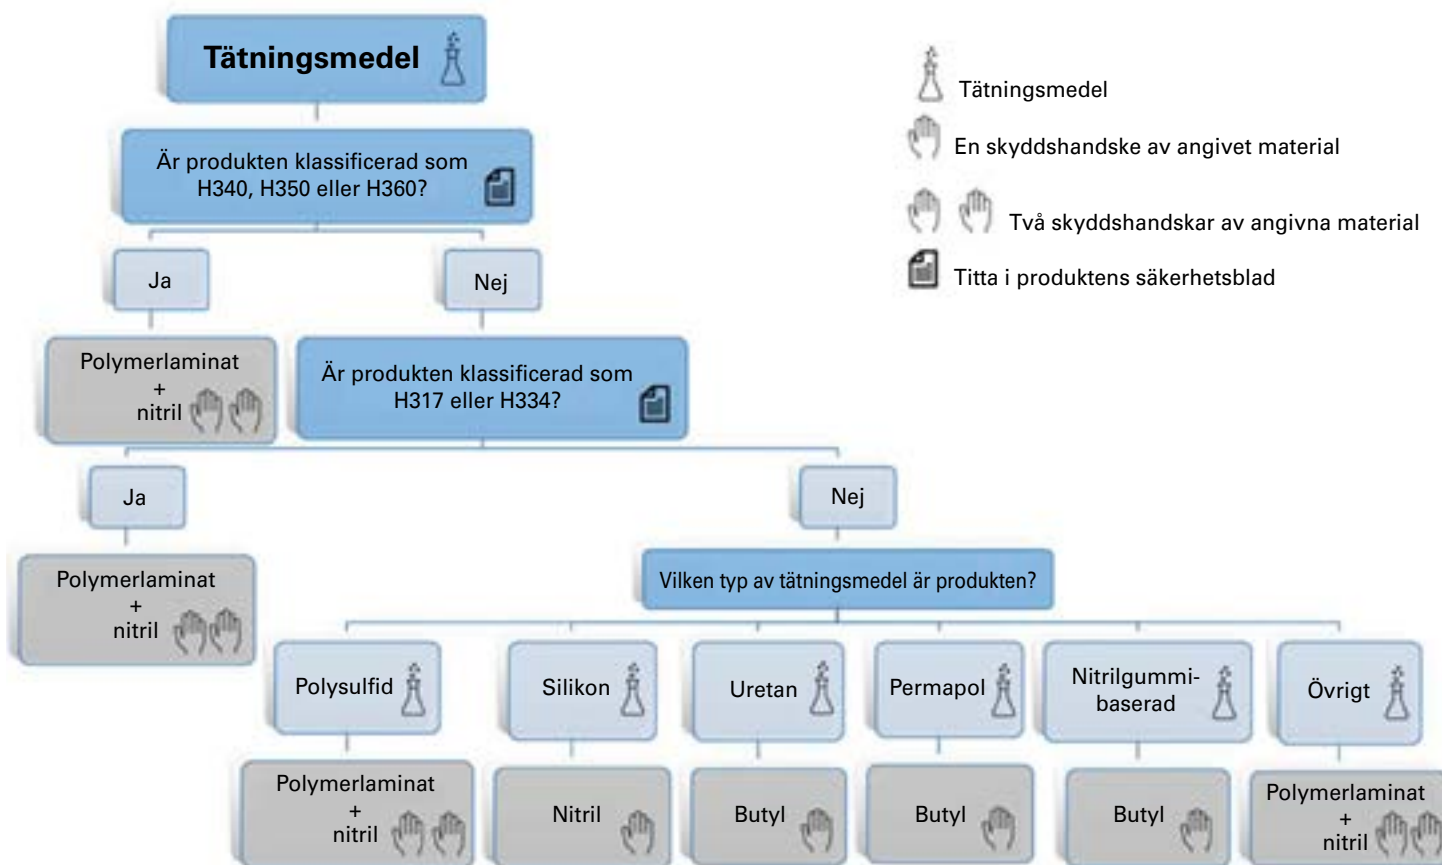 Tätningsmedel
Är produkten klassificerad som
H340, H350 eller H360?
Ja
Nej
Polymerlaminat
+
nitril
Är produkten klassificerad som
H317 eller H334?
Ja
Nej
Polymerlaminat
+
nitril
Vilken typ av tätningsmedel är produkten?
Polysulfid
Silikon
Uretan
Permapol
Nitrilgummi-
baserad
Övrigt
Polymerlaminat
+
nitril
Nitril
Butyl
Butyl
Butyl
Polymerlaminat
+
nitril
Tätningsmedel
En skyddshandske av angivet material
Två skyddshandskar av angivna material
Titta i produktens säkerhetsblad